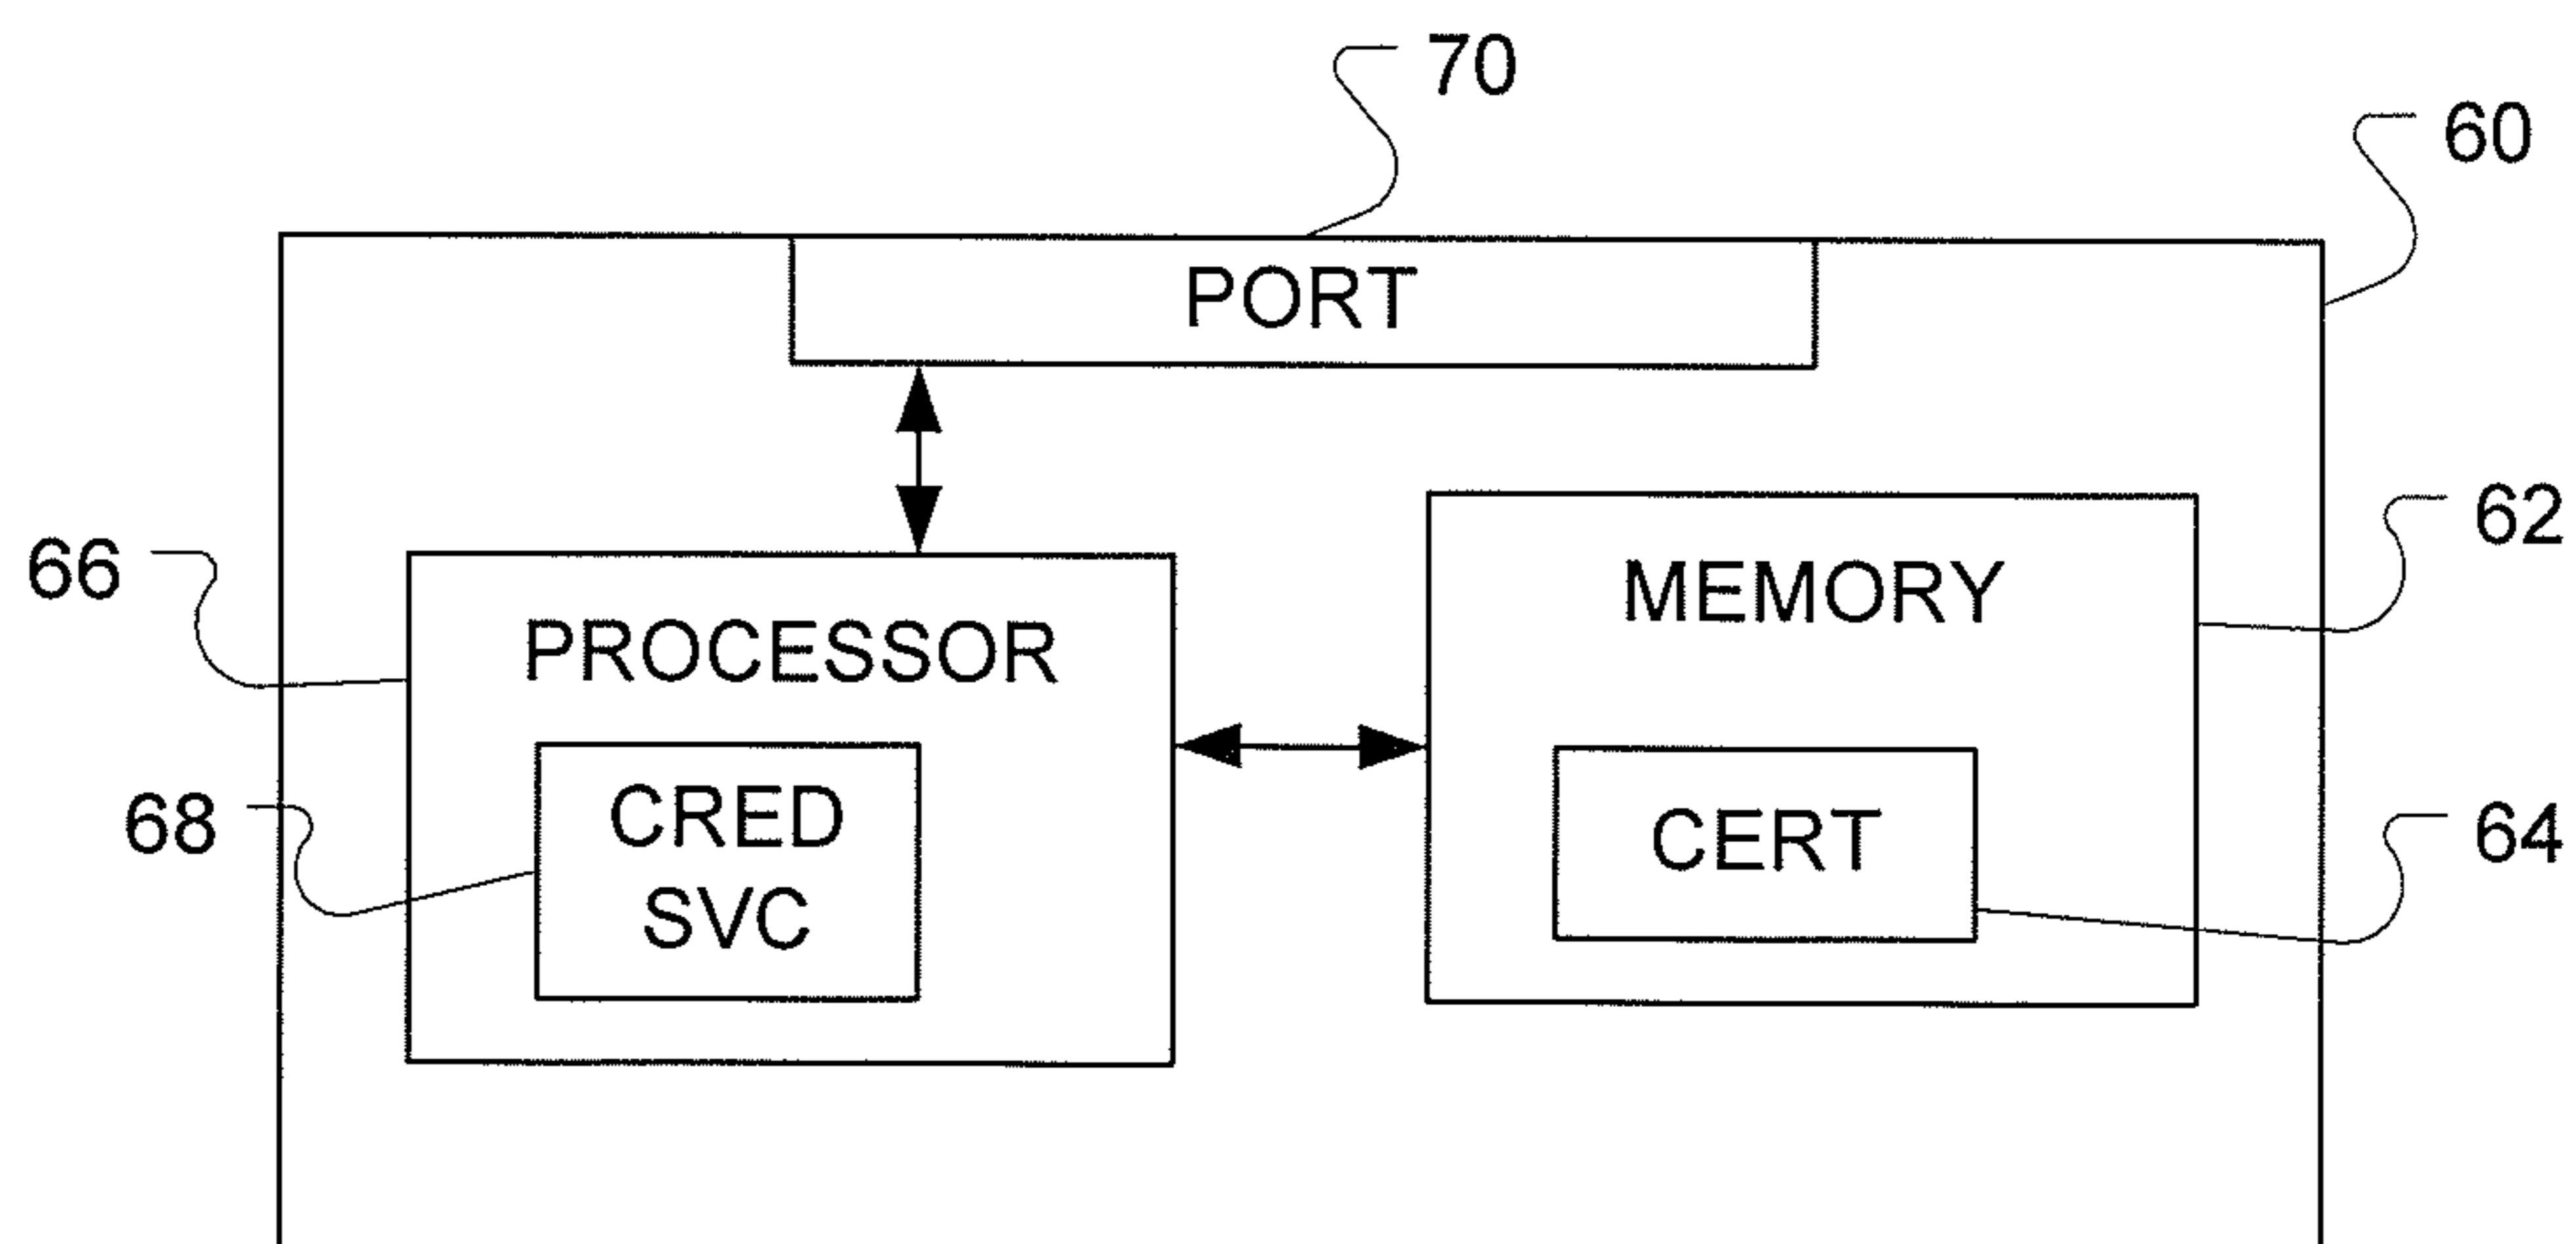 70
60
PORT
62
66
MEMORY
PROCESSOR
68
CRED
SVC
CERT
64